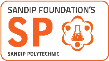 SANDIP FOUNDATION'S
SP
SANDIP POLYTECHNIC